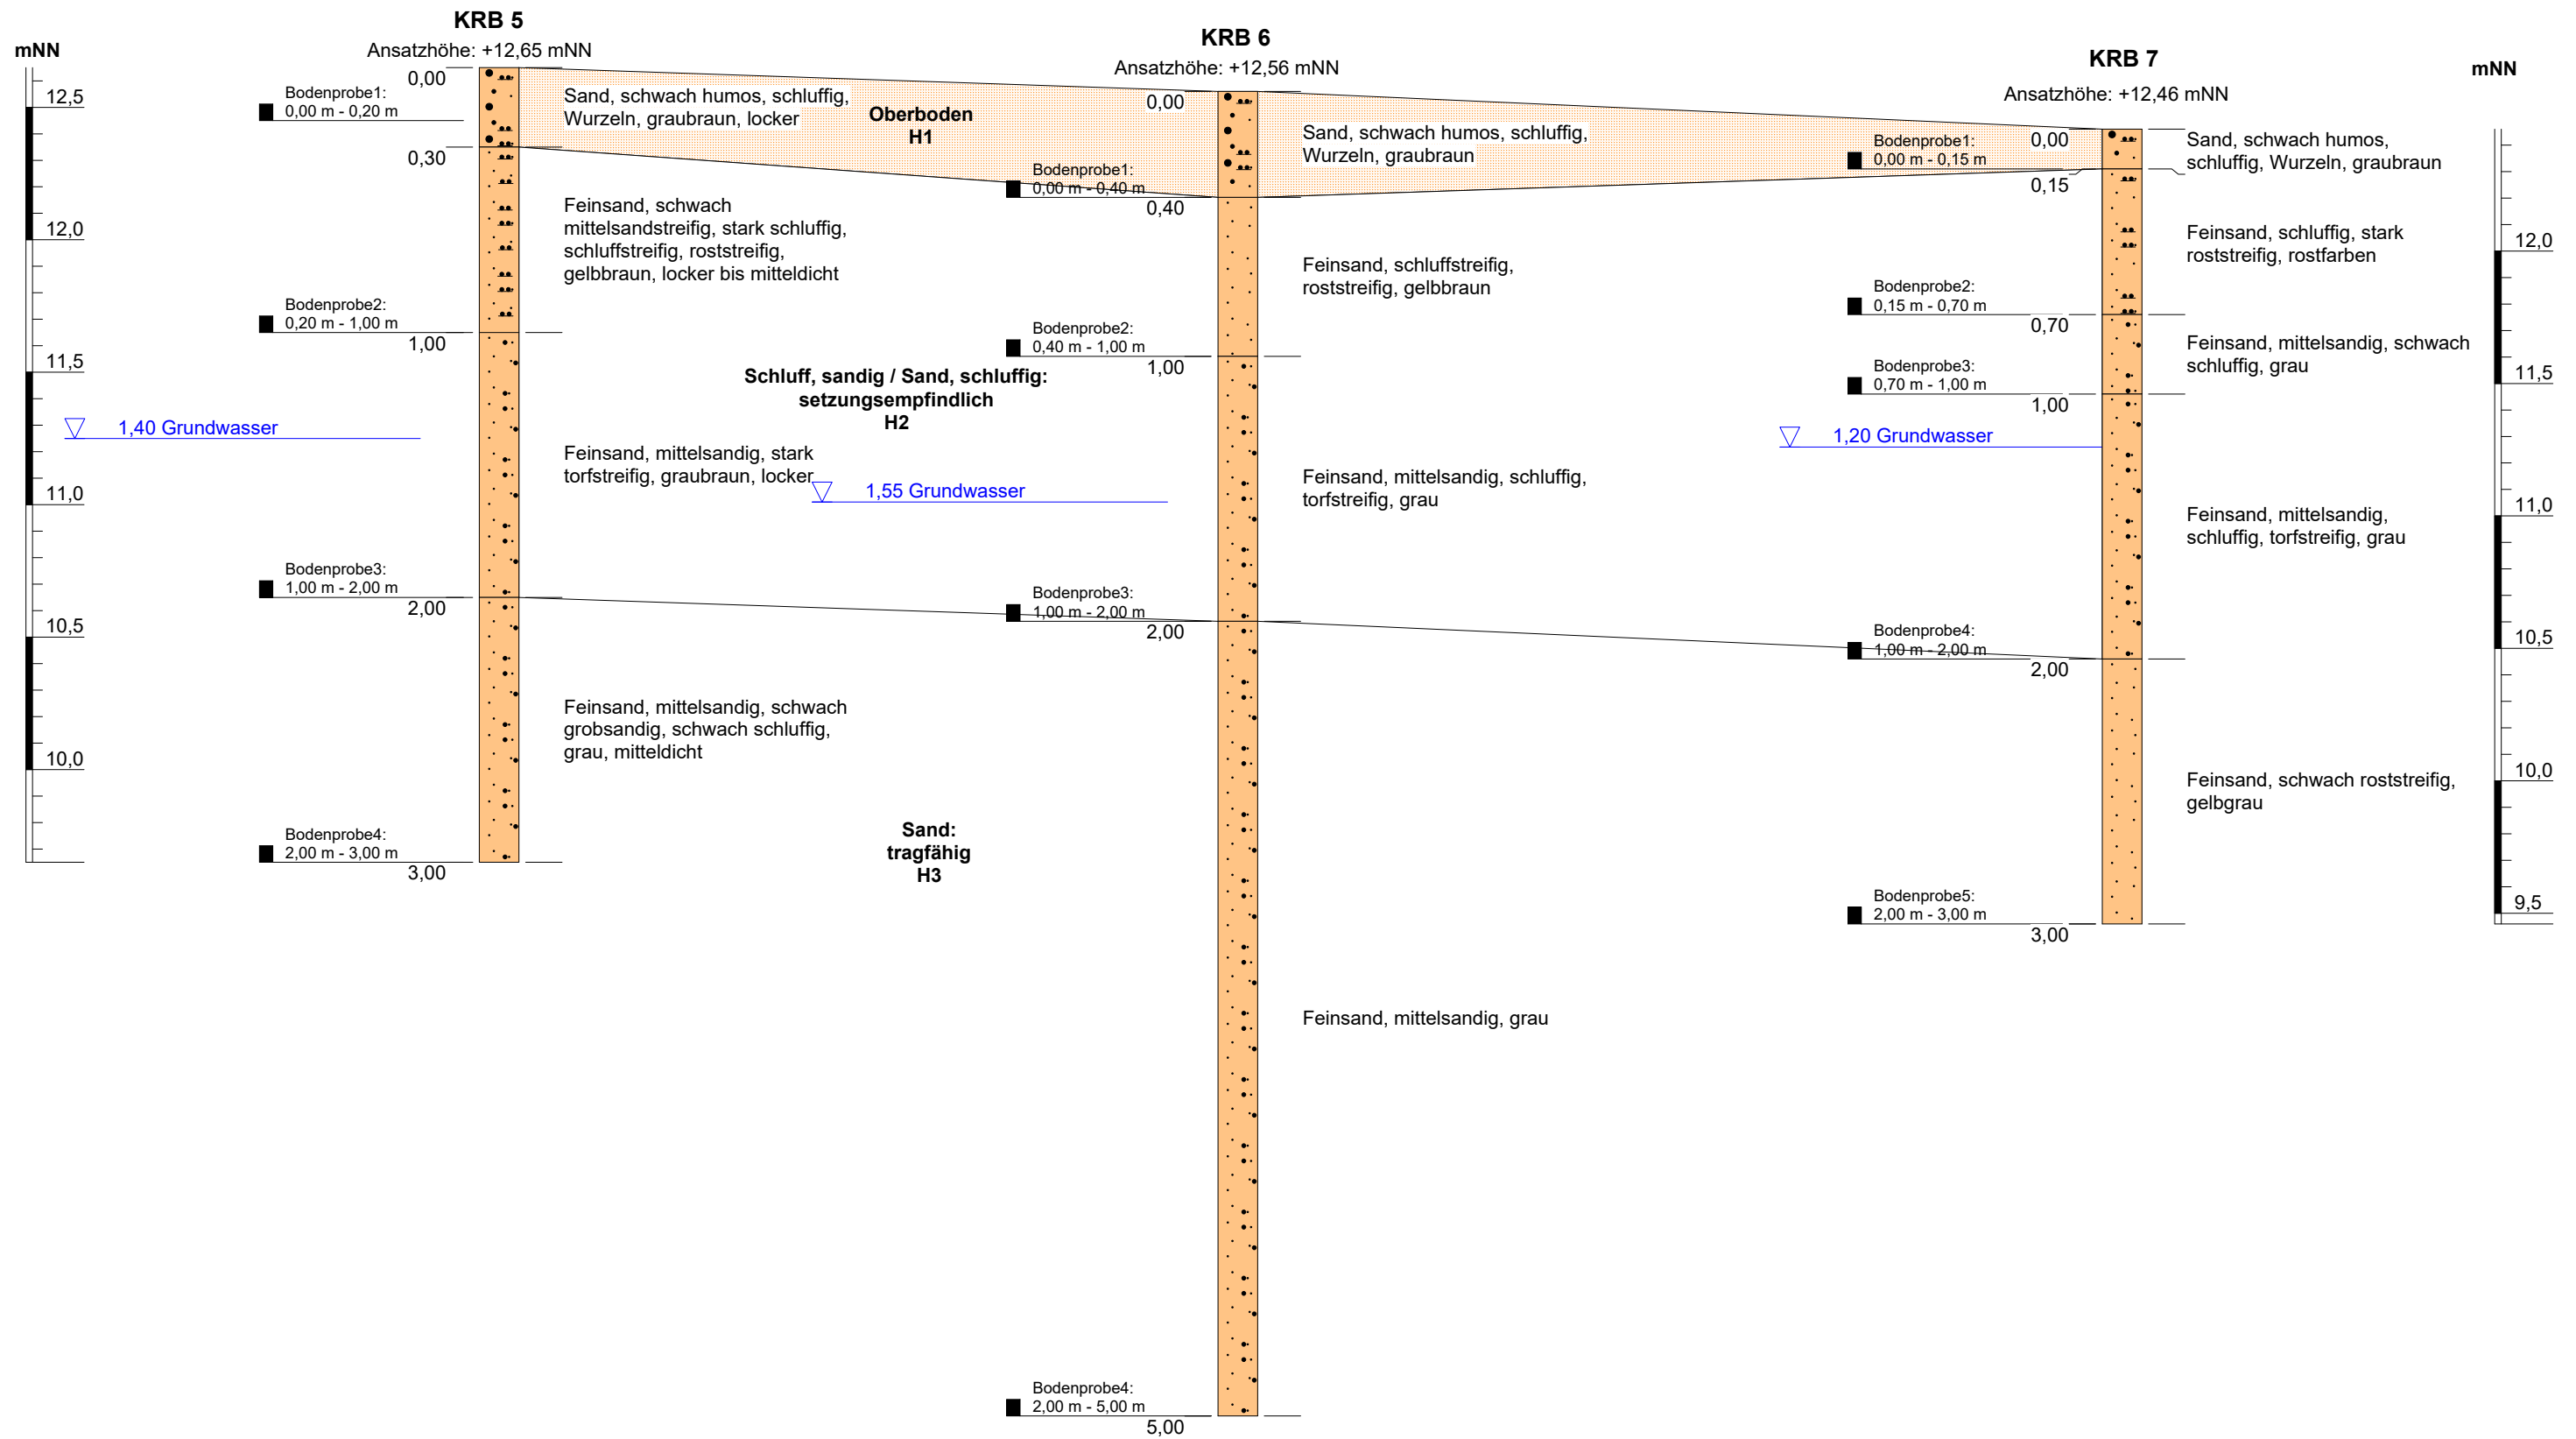 KRB 5
Ansatzhöhe: +12,65 mNN
mNN
12,5
12,0
11,5
11,0
10,5
10,0
0,00
Bodenprobe1:
0,00 m - 0,20 m
0,30
Bodenprobe2:
0,20 m - 1,00 m
1,00
1,40 Grundwasser
Bodenprobe3:
1,00 m - 2,00 m
2,00
Bodenprobe4:
2,00 m - 3,00 m
3,00
Sand, schwach humos, schluffig,
Wurzeln, graubraun, locker
Feinsand, schwach
mittelsandstreifig, stark schluffig,
schluffstreifig, roststreifig,
gelbbraun, locker bis mitteldicht
Feinsand, mittelsandig, stark
torfstreifig, graubraun, locker
Feinsand, mittelsandig, schwach
grobsandig, schwach schluffig,
grau, mitteldicht
Oberboden
H1
Schluff, sandig / Sand, schluffig:
setzungsempfindlich
H2
Sand:
tragfähig
H3
KRB 6
Ansatzhöhe: +12,56 mNN
0,00
Bodenprobe1:
0,00 m - 0,40 m
0,40
Bodenprobe2:
0,40 m - 1,00 m
1,00
1,55 Grundwasser
Bodenprobe3:
1,00 m - 2,00 m
2,00
Bodenprobe4:
2,00 m - 5,00 m
5,00
Sand, schwach humos, schluffig,
Wurzeln, graubraun
Feinsand, schluffstreifig,
roststreifig, gelbbraun
Feinsand, mittelsandig, schluffig,
torfstreifig, grau
Feinsand, mittelsandig, grau
KRB 7
Ansatzhöhe: +12,46 mNN
0,00
Bodenprobe1:
0,00 m - 0,15 m
0,15
Bodenprobe2:
0,15 m - 0,70 m
0,70
Bodenprobe3:
0,70 m - 1,00 m
1,00
1,20 Grundwasser
Bodenprobe4:
1,00 m - 2,00 m
2,00
Bodenprobe5:
2,00 m - 3,00 m
3,00
Sand, schwach humos,
schluffig, Wurzeln, graubraun
Feinsand, schluffig, stark
roststreifig, rostfarben
Feinsand, mittelsandig, schwach
schluffig, grau
Feinsand, mittelsandig,
schluffig, torfstreifig, grau
Feinsand, schwach roststreifig,
gelbgrau
mNN
12,0
11,5
11,0
10,5
10,0
9,5